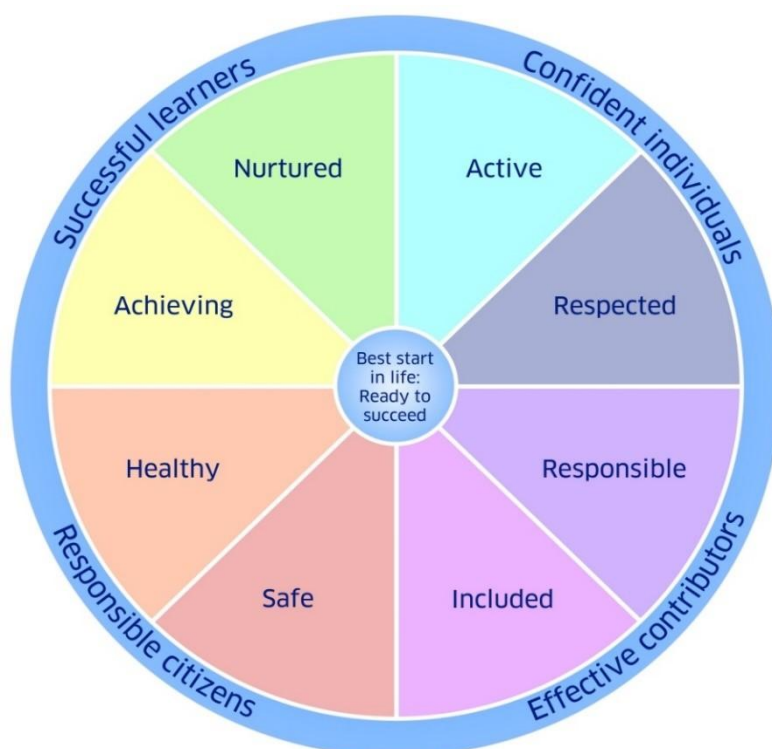 Successful learners
Confident individuals
Nurtured
Active
Achieving
Respected
Best start
in life:
Ready to
succeed
Healthy
Responsible
Safe
Included
Responsible citizens
Effective contributors